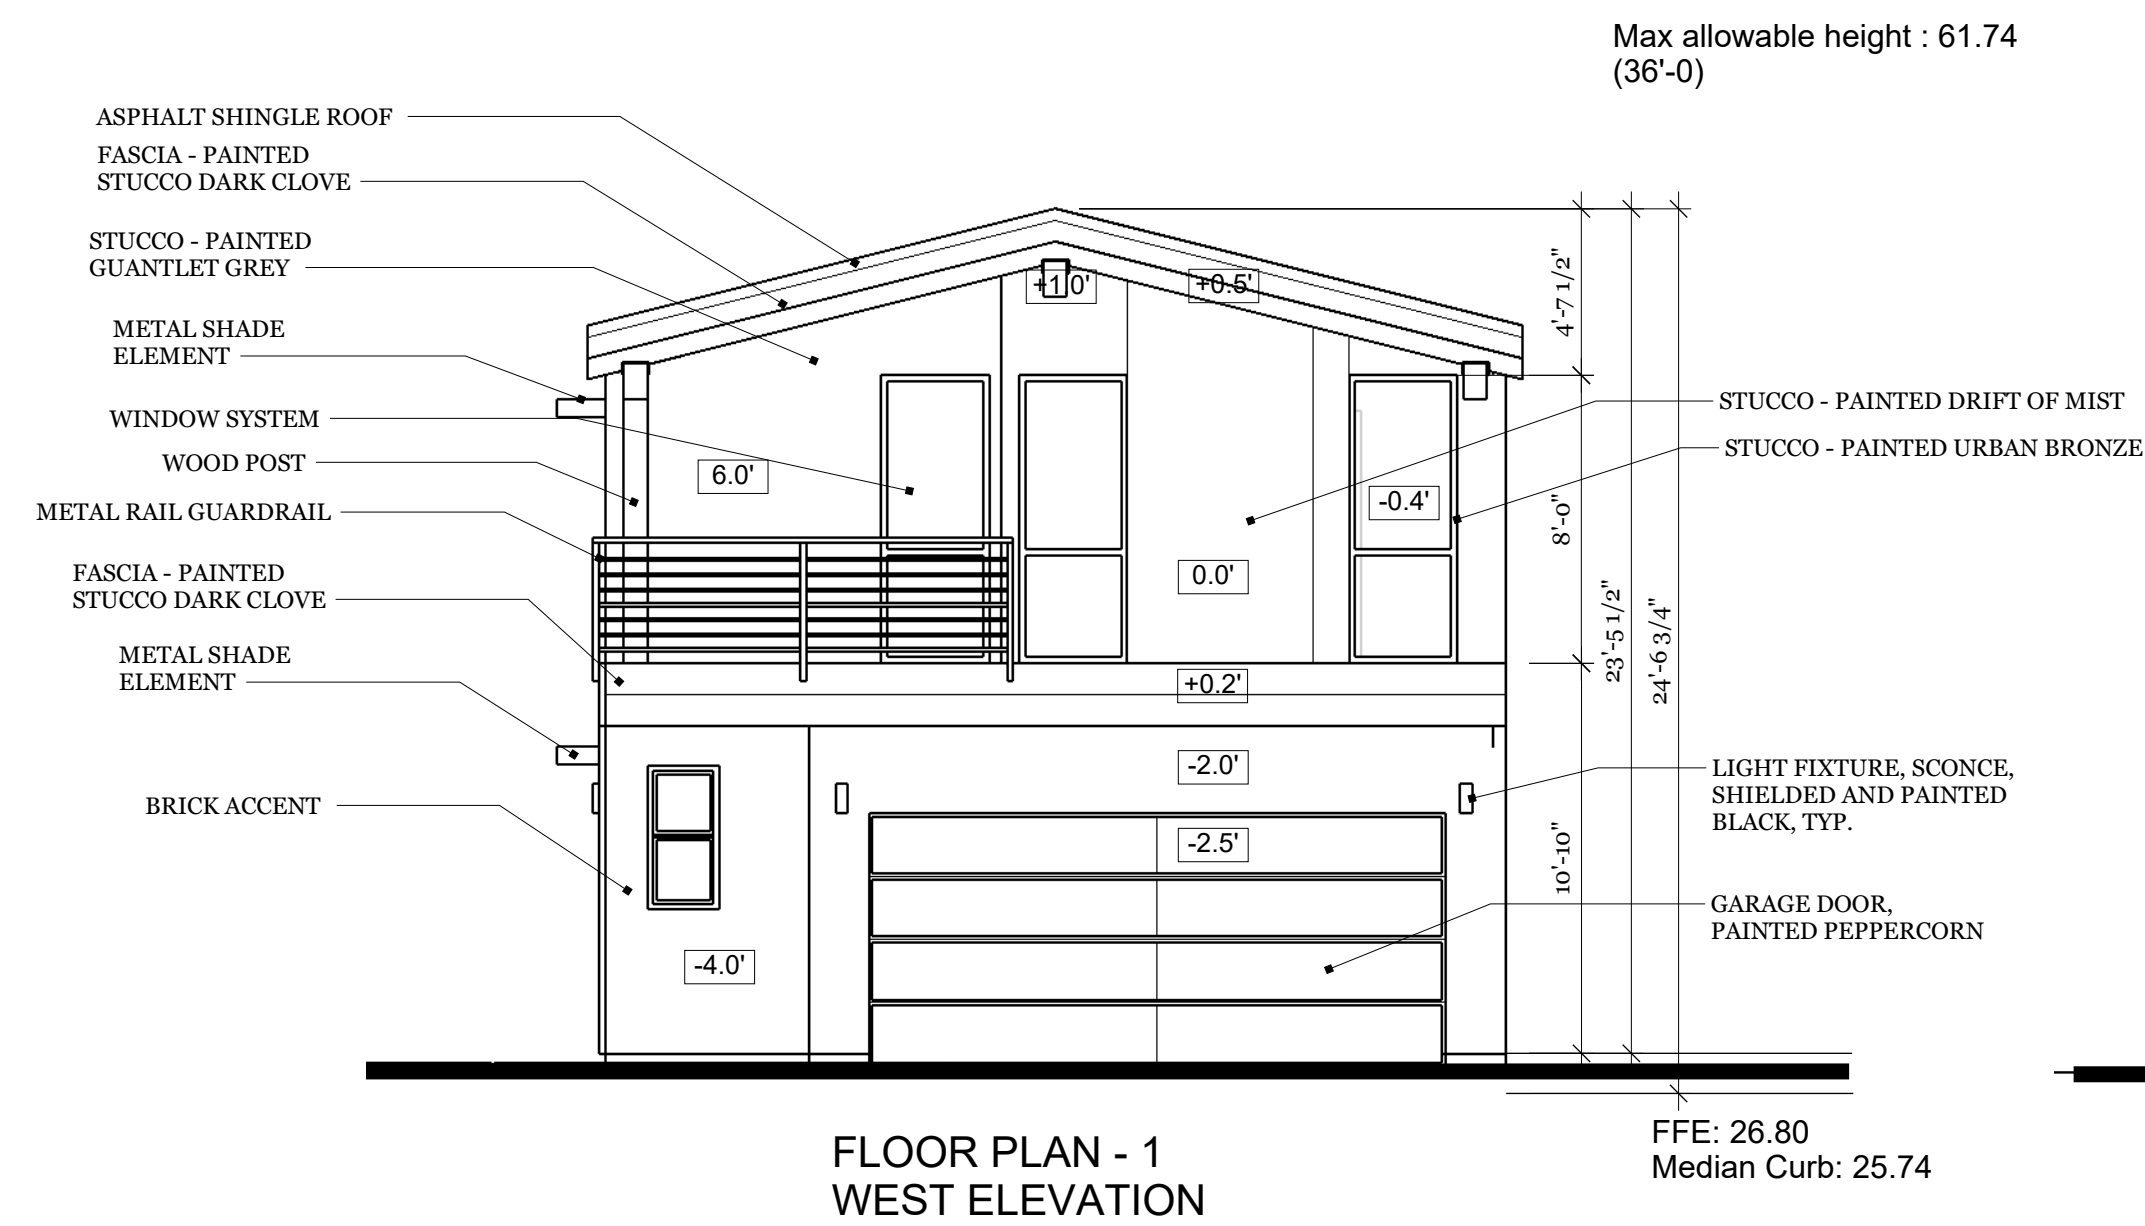 Max allowable height : 61.74
(36'-0)
ASPHALT SHINGLE ROOF
FASCIA - PAINTED
STUCCO DARK CLOVE
STUCCO - PAINTED
GUANTLET GREY
METAL SHADE
ELEMENT
WINDOW SYSTEM
WOOD POST
METAL RAIL GUARDRAIL
FASCIA - PAINTED
STUCCO DARK CLOVE
METAL SHADE
ELEMENT
BRICK ACCENT
+1.0'
+0.5'
6.0'
-0.4'
0.0'
+0.2'
-2.0'
-2.5'
-4.0'
4'-7 1/2"
8'-0"
10'-10"
23'-5 1/2"
24'-6 3/4"
STUCCO - PAINTED DRIFT OF MIST
STUCCO - PAINTED URBAN BRONZE
LIGHT FIXTURE, SCONCE,
SHIELDED AND PAINTED
BLACK, TYP.
GARAGE DOOR,
PAINTED PEPPERCORN
FFE: 26.80
Median Curb: 25.74
FLOOR PLAN - 1
WEST ELEVATION